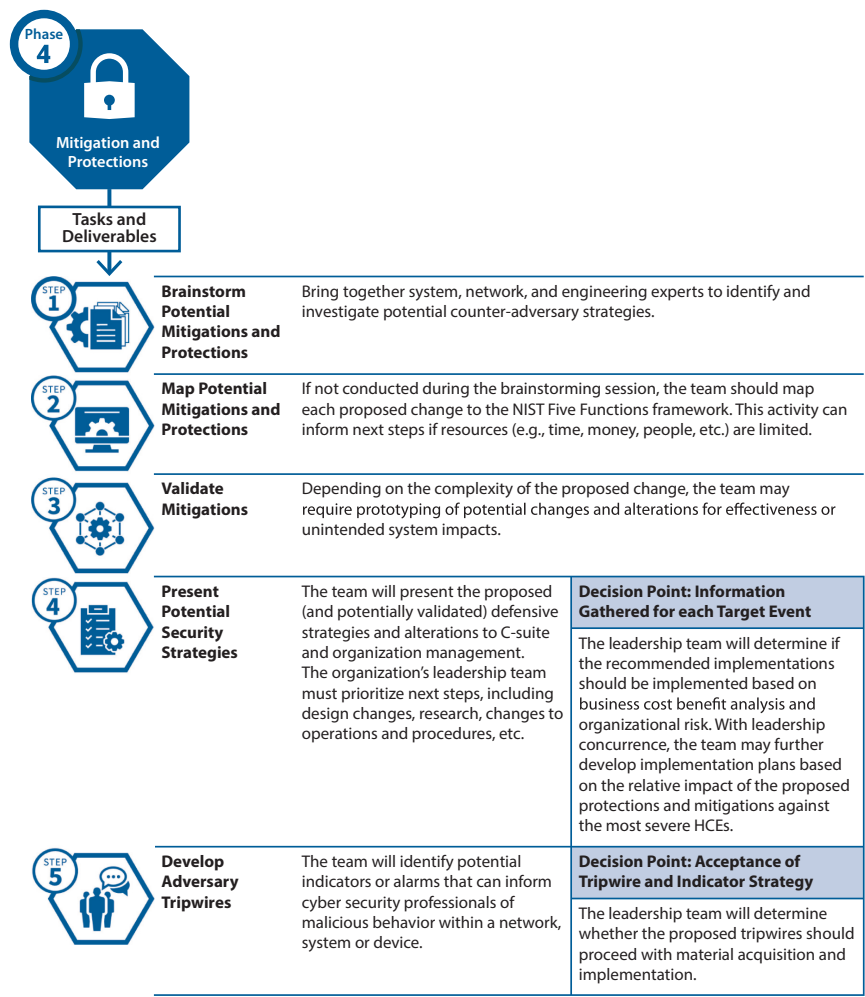 Phase
4
Mitigation and
Protections
Tasks and
Deliverables
STEP
1
Brainstorm
Potential
Mitigations and
Protections
Bring together system, network, and engineering experts to identify and
investigate potential counter-adversary strategies.
STEP
2
Map Potential
Mitigations and
Protections
If not conducted during the brainstorming session, the team should map
each proposed change to the NIST Five Functions framework. This activity can
inform next steps if resources (e.g., time, money, people, etc.) are limited.
STEP
3
Validate
Mitigations
Depending on the complexity of the proposed change, the team may
require prototyping of potential changes and alterations for effectiveness or
unintended system impacts.
STEP
4
Present
Potential
Security
Strategies
The team will present the proposed
(and potentially validated) defensive
strategies and alterations to C-suite
and organization management.
The organization's leadership team
must prioritize next steps, including
design changes, research, changes to
operations and procedures, etc.
Decision Point: Information
Gathered for each Target Event
The leadership team will determine if
the recommended implementations
should be implemented based on
business cost benefit analysis and
organizational risk. With leadership
concurrence, the team may further
develop implementation plans based
on the relative impact of the proposed
protections and mitigations against
the most severe HCEs.
STEP
5
Develop
Adversary
Tripwires
The team will identify potential
indicators or alarms that can inform
cyber security professionals of
malicious behavior within a network,
system or device.
Decision Point: Acceptance of
Tripwire and Indicator Strategy
The leadership team will determine
whether the proposed tripwires should
proceed with material acquisition and
implementation.